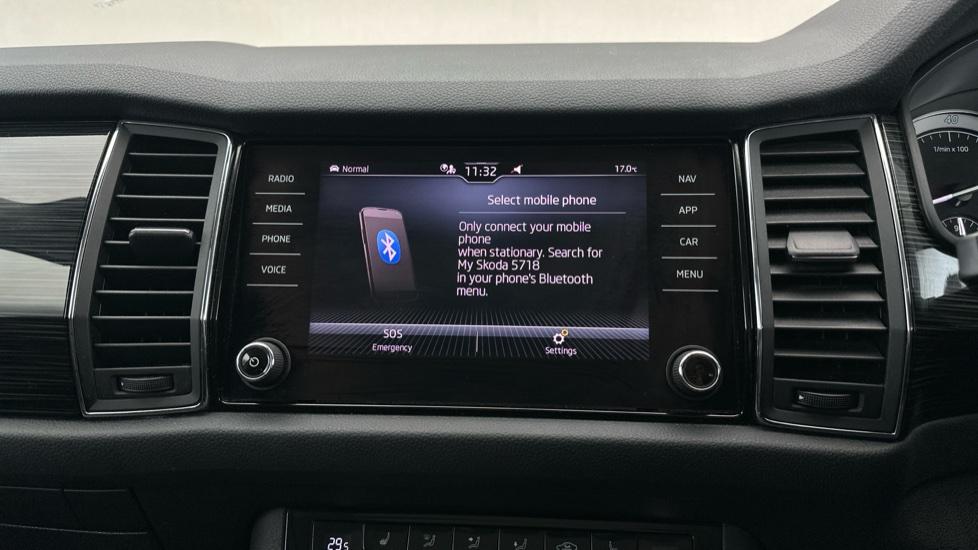 Normal
11:32
17.0°C
RADIO
MEDIA
PHONE
VOICE
Select mobile phone
Only connect your mobile
phone
when stationary. Search for
My Skoda 5718
in your phone's Bluetooth
menu.
SOS
Emergency
Settings
NAV
APP
CAR
MENU
40
1/min x 100
29.5